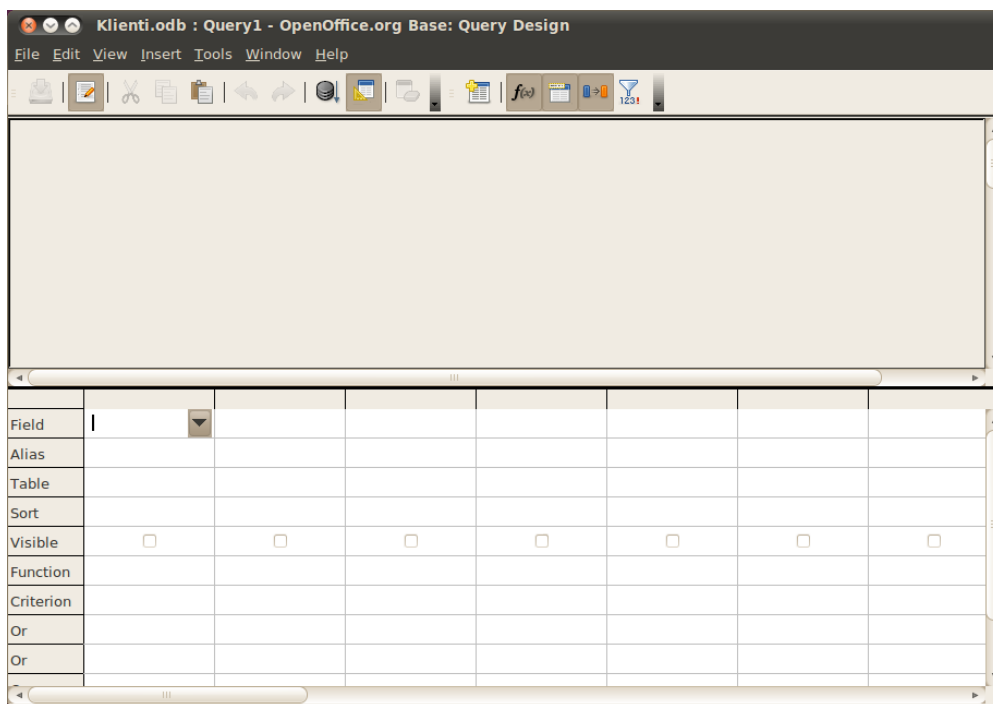 Klienti.odb : Query1 - OpenOffice.org Base: Query Design
File Edit View Insert Tools Window Help
f(x) 123!
Field
Alias
Table
Sort
Visible
Function
Criterion
Or
Or